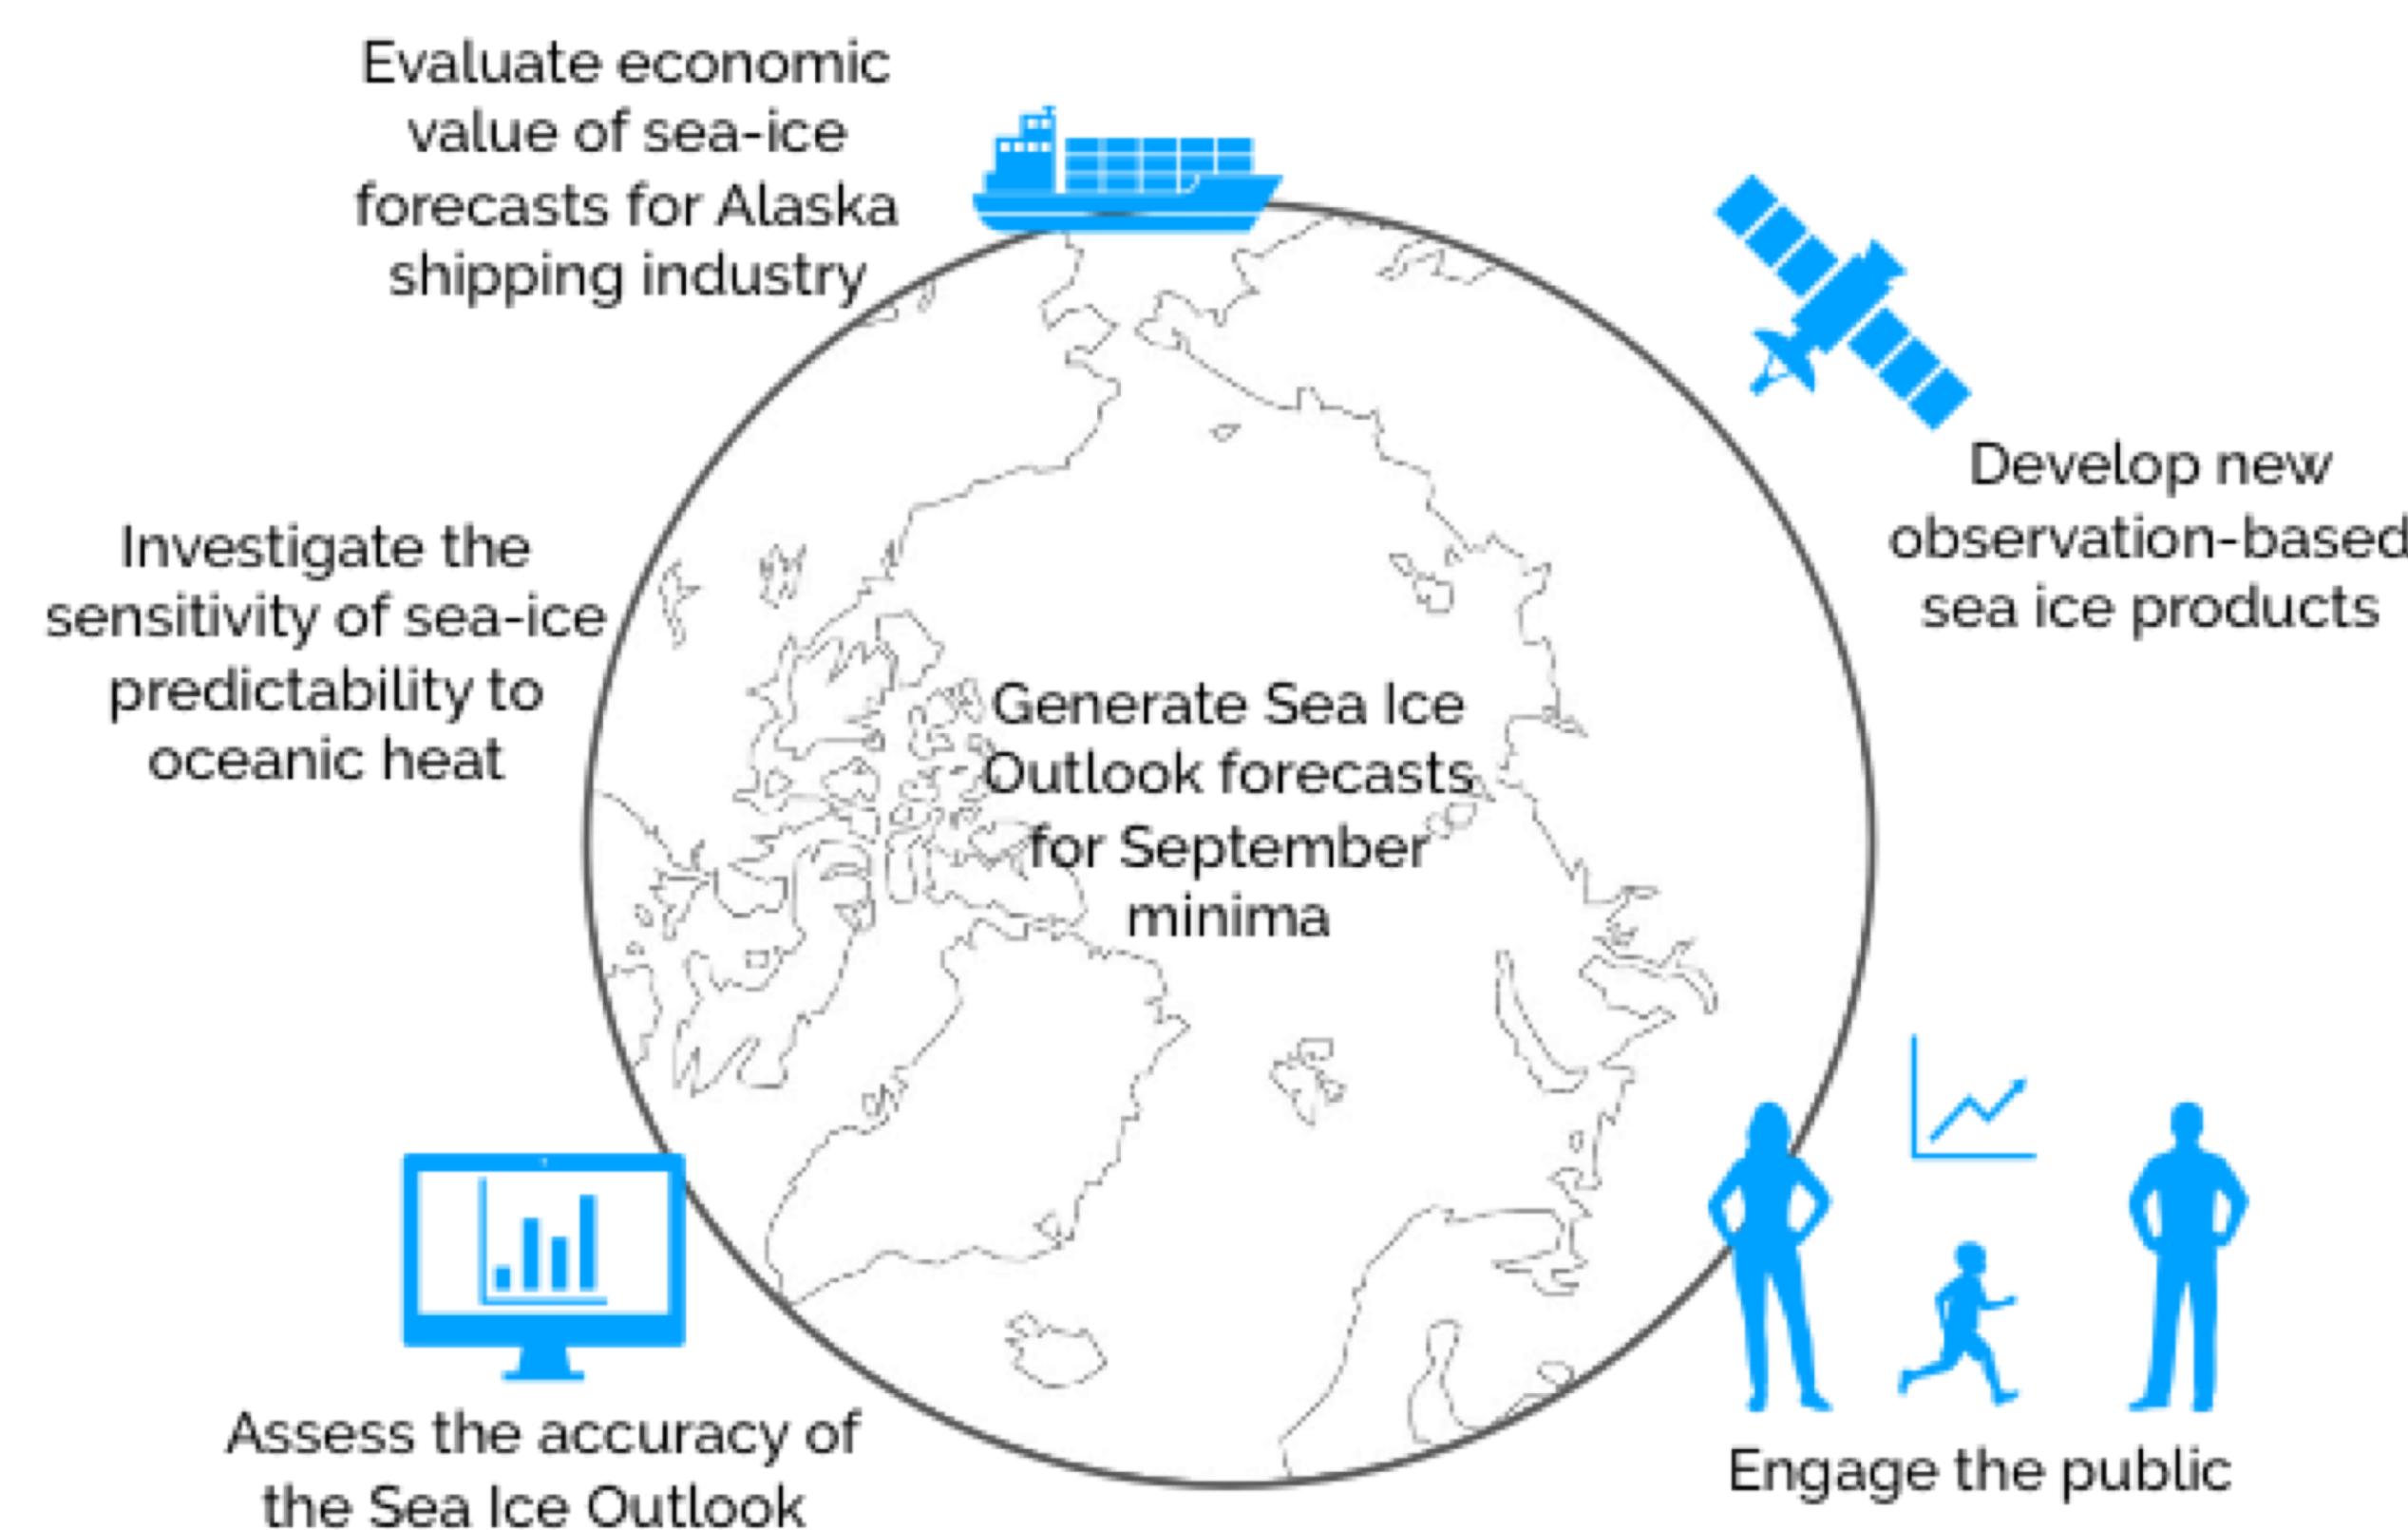 Evaluate economic
value of sea-ice
forecasts for Alaska
shipping industry
Develop new
observation-based
sea ice products
Investigate the
sensitivity of sea-ice
predictability to
oceanic heat
Generate Sea Ice
Outlook forecasts
for September
minima
Assess the accuracy of
the Sea Ice Outlook
Engage the public